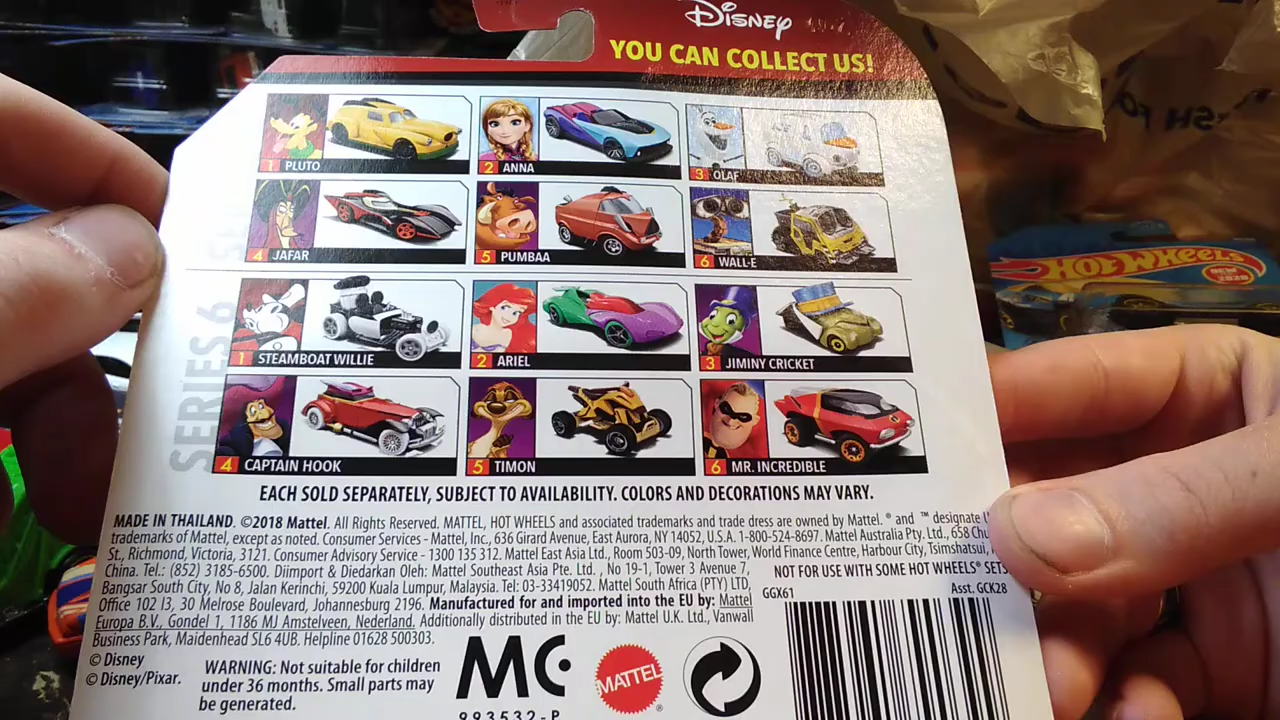 Disney
YOU CAN COLLECT US!
1 PLUTO
2 ANNA
3 OLAF
4 JAFAR
5 PUMBAA
6 WALL·E
SERIES 6
1 STEAMBOAT WILLIE
2 ARIEL
3 JIMINY CRICKET
4 CAPTAIN HOOK
5 TIMON
6 MR. INCREDIBLE
EACH SOLD SEPARATELY, SUBJECT TO AVAILABILITY. COLORS AND DECORATIONS MAY VARY.
MADE IN THAILAND. ©2018 Mattel. All Rights Reserved. MATTEL, HOT WHEELS and associated trademarks and trade dress are owned by Mattel. ® and ™ designate
trademarks of Mattel, except as noted. Consumer Services - Mattel, Inc., 636 Girard Avenue, East Aurora, NY 14052, U.S.A. 1-800-524-8697. Mattel Australia Pty. Ltd., 658
St., Richmond, Victoria, 3121. Consumer Advisory Service - 1300 135 312. Mattel East Asia Ltd., Room 503-09, North Tower, World Finance Centre, Harbour City, Tsimshatsui,
China. Tel.: (852) 3185-6500. Diimport & Diedarkan Oleh: Mattel Southeast Asia Pte. Ltd., No 19-1, Tower 3 Avenue 7,
Bangsar South City, No 8, Jalan Kerinchi, 59200 Kuala Lumpur, Malaysia. Tel: 03-33419052. Mattel South Africa (PTY) LTD,
Office 102 I3, 30 Melrose Boulevard, Johannesburg 2196. Manufactured for and imported into the EU by: Mattel
Europa B.V., Gondel 1, 1186 MJ Amstelveen, Nederland. Additionally distributed in the EU by: Mattel U.K. Ltd., Vanwall
Business Park, Maidenhead SL6 4UB. Helpline 01628 500303.
NOT FOR USE WITH SOME HOT WHEELS® SETS
GGX61
Asst. GCK28
© Disney
© Disney/Pixar.
WARNING: Not suitable for children
under 36 months. Small parts may
be generated.
MC
993532-P
MATTEL ®
HOT WHEELS